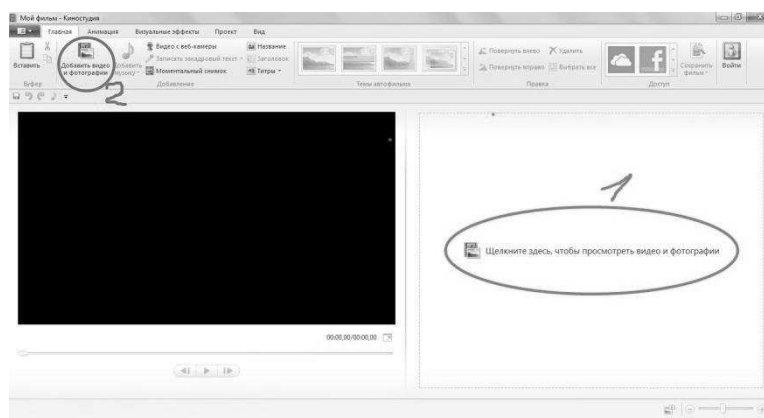 Мой фильм - Киностудия
Главная Анимация Визуальные эффекты Проект Вид
Вставить
Добавить видео и фотографии
Добавить музыку
Видео с веб-камеры
Записать закадровый текст
Моментальный снимок
Название
Заголовок
Титры
Повернуть влево
Повернуть вправо
Удалить
Выбрать все
Сохранить фильм
Войти
Буфер Добавление Темы автофильма Правка Доступ
2
1
Щелкните здесь, чтобы просмотреть видео и фотографии
00:00,00/00:00,00